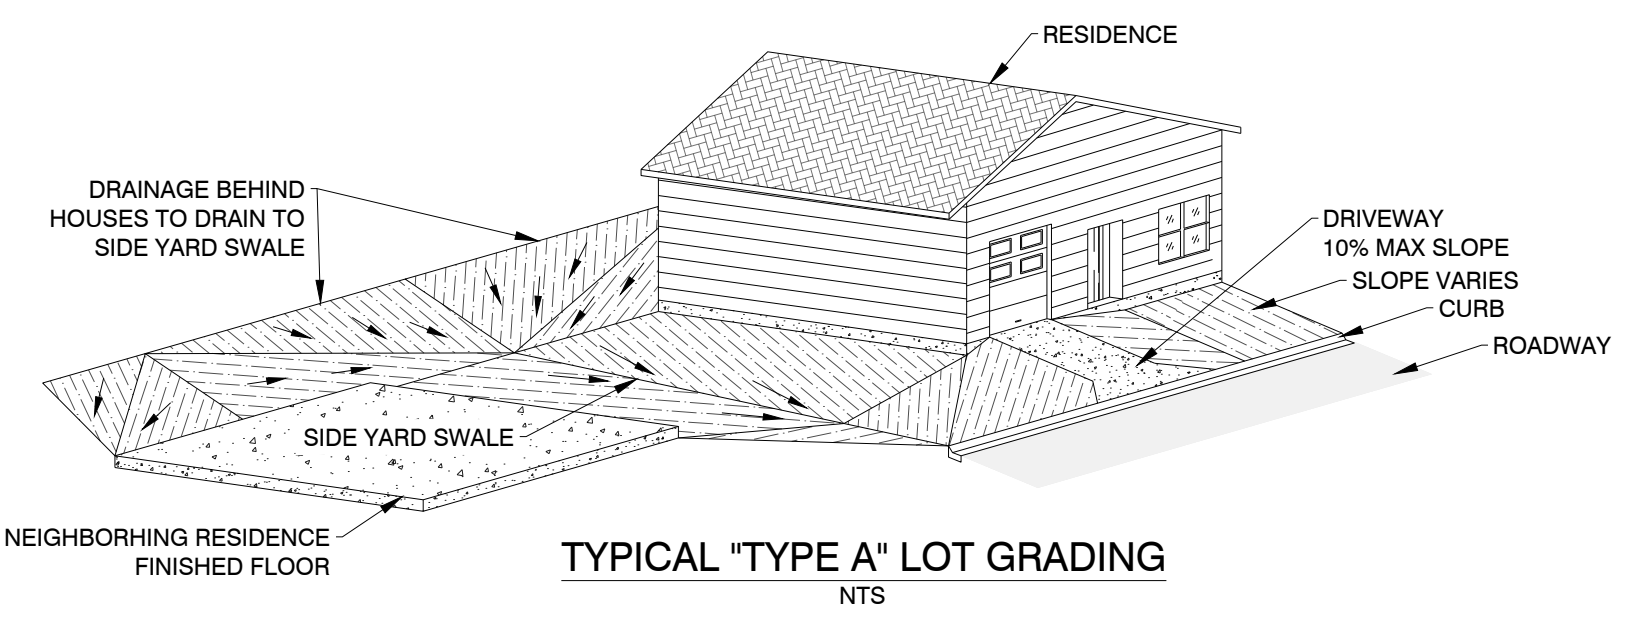 RESIDENCE
DRAINAGE BEHIND
HOUSES TO DRAIN TO
SIDE YARD SWALE
DRIVEWAY
10% MAX SLOPE
SLOPE VARIES
CURB
ROADWAY
SIDE YARD SWALE
NEIGHBORHING RESIDENCE
FINISHED FLOOR
TYPICAL "TYPE A" LOT GRADING
NTS